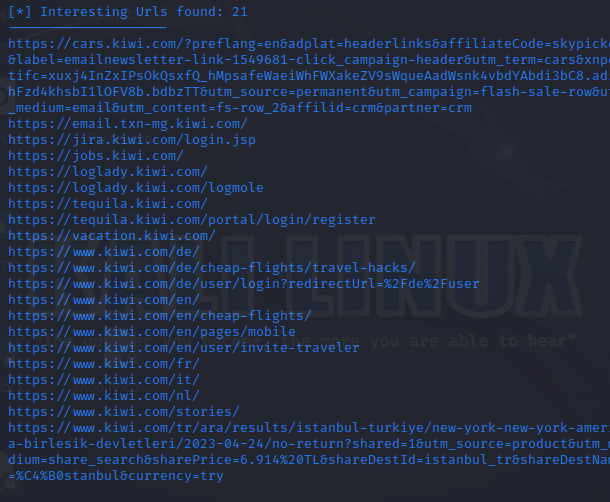 [*] Interesting Urls found: 21
https://cars.kiwi.com/?preflang=en&adplat=headerlinks&affiliateCode=skypick
&label=emailnewsletter-link-1549681-click_campaign-header&utm_term=cars&xnp
tifc=xuxj4InZxIPsOkQsxfQ_hMpsafeWaeiWhFWXakeZV9sWqueAadWsnk4vbdYAbdi3bC8.ad
hFzd4khsbI1lOFV8b.bdbzTT&utm_source=permanent&utm_campaign=flash-sale-row&u
_medium=email&utm_content=fs-row_2&affilid=crm&partner=crm
https://email.txn-mg.kiwi.com/
https://jira.kiwi.com/login.jsp
https://jobs.kiwi.com/
https://loglady.kiwi.com/
https://loglady.kiwi.com/logmole
https://tequila.kiwi.com/
https://tequila.kiwi.com/portal/login/register
https://vacation.kiwi.com/
https://www.kiwi.com/de/
https://www.kiwi.com/de/cheap-flights/travel-hacks/
https://www.kiwi.com/de/user/login?redirectUrl=%2Fde%2Fuser
https://www.kiwi.com/en/
https://www.kiwi.com/en/cheap-flights/
https://www.kiwi.com/en/pages/mobile
https://www.kiwi.com/en/user/invite-traveler
https://www.kiwi.com/fr/
https://www.kiwi.com/it/
https://www.kiwi.com/nl/
https://www.kiwi.com/stories/
https://www.kiwi.com/tr/ara/results/istanbul-turkiye/new-york-new-york-amer
a-birlesik-devletleri/2023-04-24/no-return?shared=1&utm_source=product&utm_
dium=share_search&sharePrice=6.914%20TL&shareDestId=istanbul_tr&shareDestNa
=%C4%B0stanbul&currency=try
LINUX
the more you are able to hear"